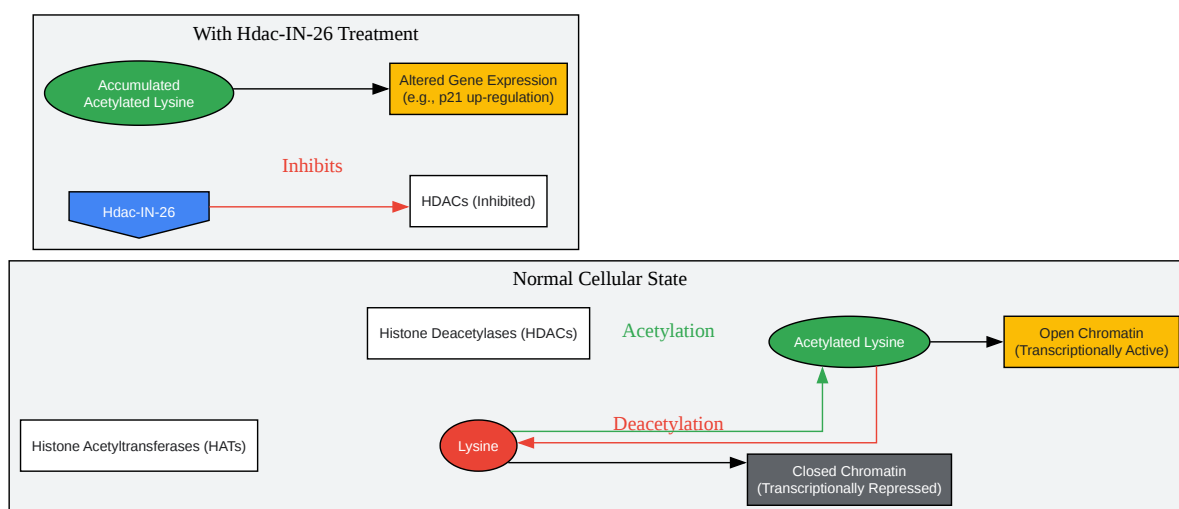 With Hdac-IN-26 Treatment
Accumulated
Acetylated Lysine
Altered Gene Expression
(e.g., p21 up-regulation)
Inhibits
Hdac-IN-26
HDACs (Inhibited)
Normal Cellular State
Histone Deacetylases (HDACs)
Acetylation
Acetylated Lysine
Open Chromatin
(Transcriptionally Active)
Deacetylation
Histone Acetyltransferases (HATs)
Lysine
Closed Chromatin
(Transcriptionally Repressed)